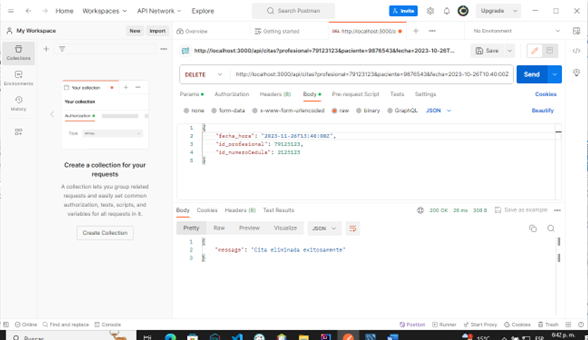 Home Workspaces API Network Explore
Search Postman
Invite
Upgrade
My Workspace
New Import
Overview
Getting started
DEL http://localhost:3000/a
No Environment
Collections
Environments
History
Your collection
Your collection
Authorization
Type
Create a collection for your
requests
A collection lets you group related
requests and easily set common
authorization, tests, scripts, and
variables for all requests in it.
Create Collection
http://localhost:3000/api/citas?profesional=79123123&paciente=9876543&fecha=2023-10-26T...
Save
DELETE
http://localhost:3000/api/citas?profesional=79123123&paciente=9876543&fecha=2023-10-26T10:40:00Z
Send
Params Authorization Headers (8) Body Pre-request Script Tests Settings
Cookies
none form-data x-www-form-urlencoded raw binary GraphQL JSON
Beautify
1 {
2 "fecha_hora": "2023-11-26T13:40:00Z",
3 "id_profesional": 79123123,
4 "id_numeroCedula": 2123123
5 }
Body Cookies Headers (8) Test Results
200 OK
Save as example
Pretty Raw Preview Visualize JSON
1 {
2 "message": "Cita eliminada exitosamente"
3 }
Online Find and replace Console
Postbot Runner Start Proxy Cookies Trash
Buscar
15°C
ESP